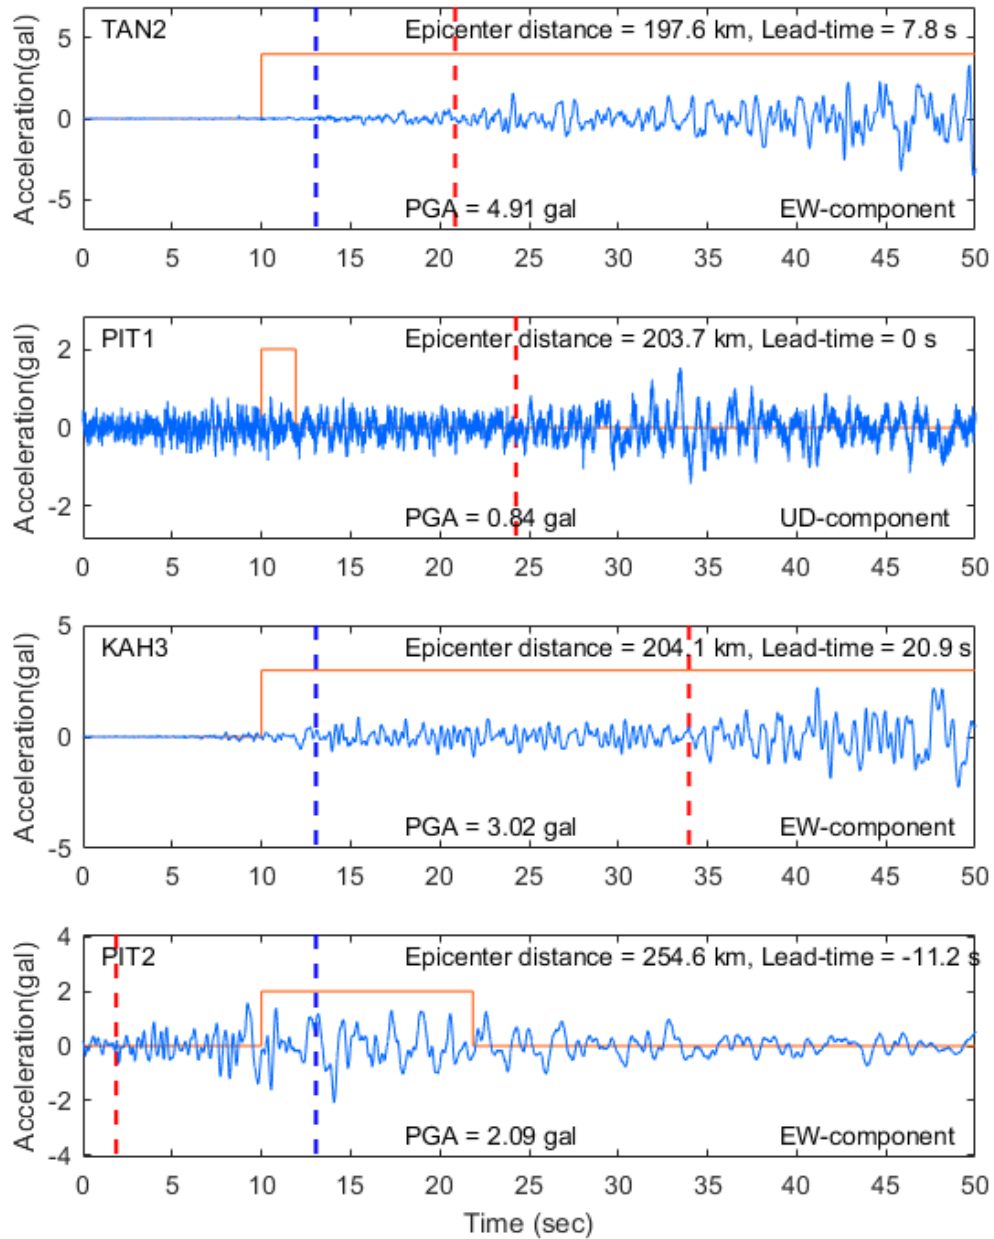 TAN2 Epicenter distance = 197.6 km, Lead-time = 7.8 s
5
0
-5
Acceleration(gal)
PGA = 4.91 gal EW-component
0 5 10 15 20 25 30 35 40 45 50
PIT1 Epicenter distance = 203.7 km, Lead-time = 0 s
2
0
-2
Acceleration(gal)
PGA = 0.84 gal UD-component
0 5 10 15 20 25 30 35 40 45 50
KAH3 Epicenter distance = 204.1 km, Lead-time = 20.9 s
5
0
-5
Acceleration(gal)
PGA = 3.02 gal EW-component
0 5 10 15 20 25 30 35 40 45 50
PIT2 Epicenter distance = 254.6 km, Lead-time = -11.2 s
4
2
0
-2
-4
Acceleration(gal)
PGA = 2.09 gal EW-component
0 5 10 15 20 25 30 35 40 45 50
Time (sec)